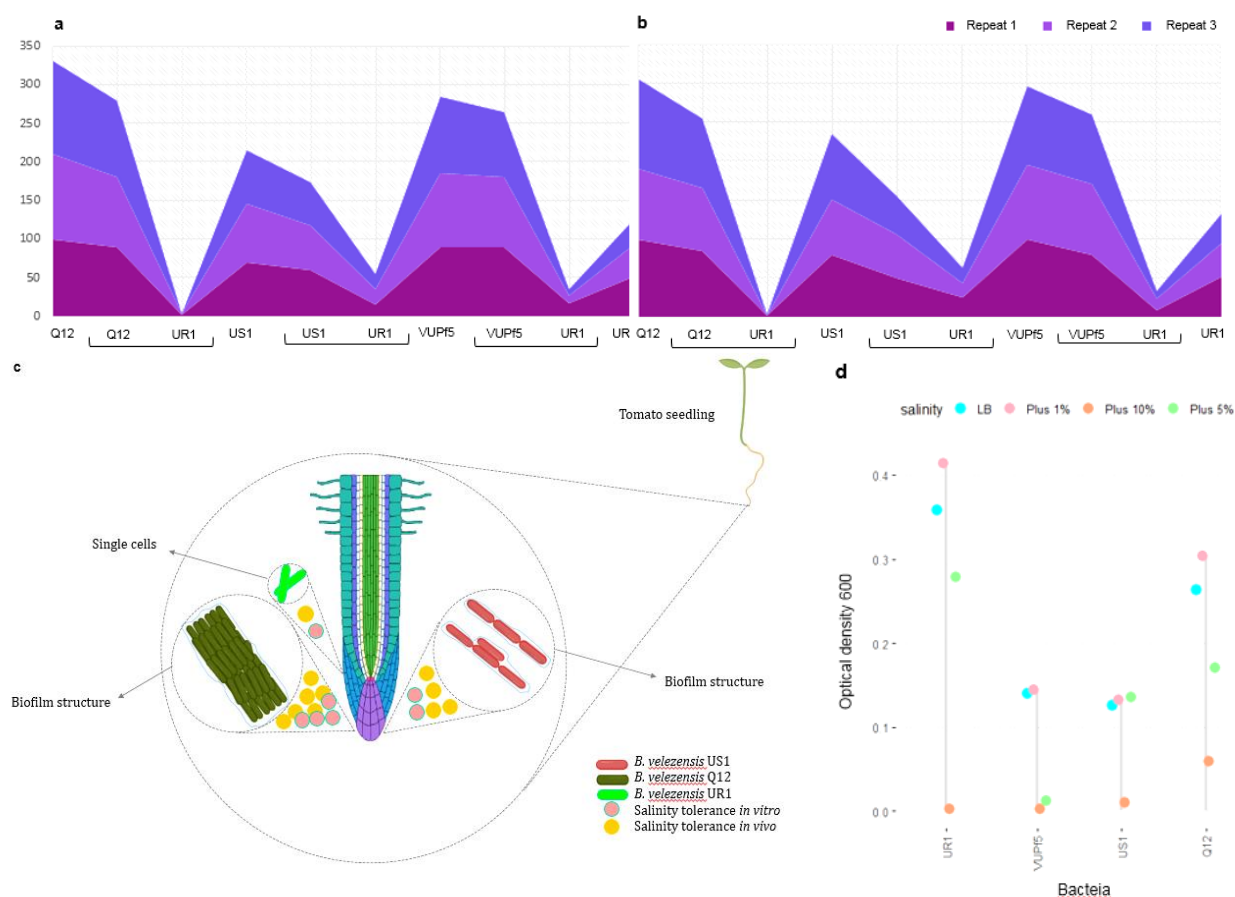 a
b
Repeat 1
Repeat 2
Repeat 3
350
300
250
200
150
100
50
0
Q12
Q12
UR1
US1
US1
UR1
VUPf5
VUPf5
UR1
UR
Q12
Q12
UR1
US1
US1
UR1
VUPf5
VUPf5
UR1
UR1
c
Tomato seedling
Single cells
Biofilm structure
Biofilm structure
B. velezensis US1
B. velezensis Q12
B. velezensis UR1
Salinity tolerance in vitro
Salinity tolerance in vivo
d
salinity
LB
Plus 1%
Plus 10%
Plus 5%
Optical density 600
0.4
0.3
0.2
0.1
0.0
UR1
VUPf5
US1
Q12
Bacteia